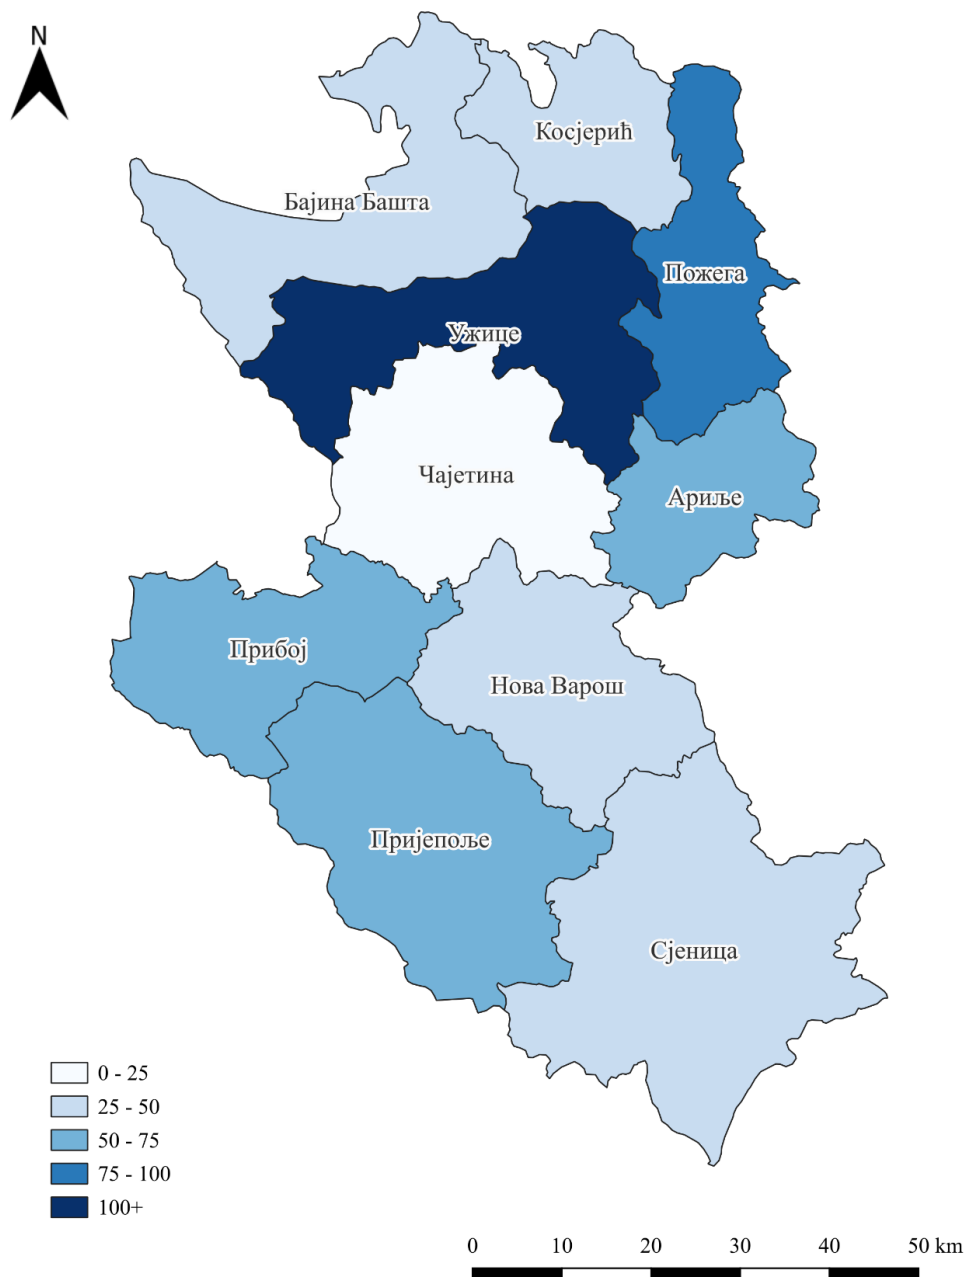 N
Косјерић
Бајина Башта
Пожега
Ужице
Чајетина
Ариље
Прибој
Нова Варош
Пријепоље
Сјеница
0 - 25
25 - 50
50 - 75
75 - 100
100+
0 10 20 30 40 50 km